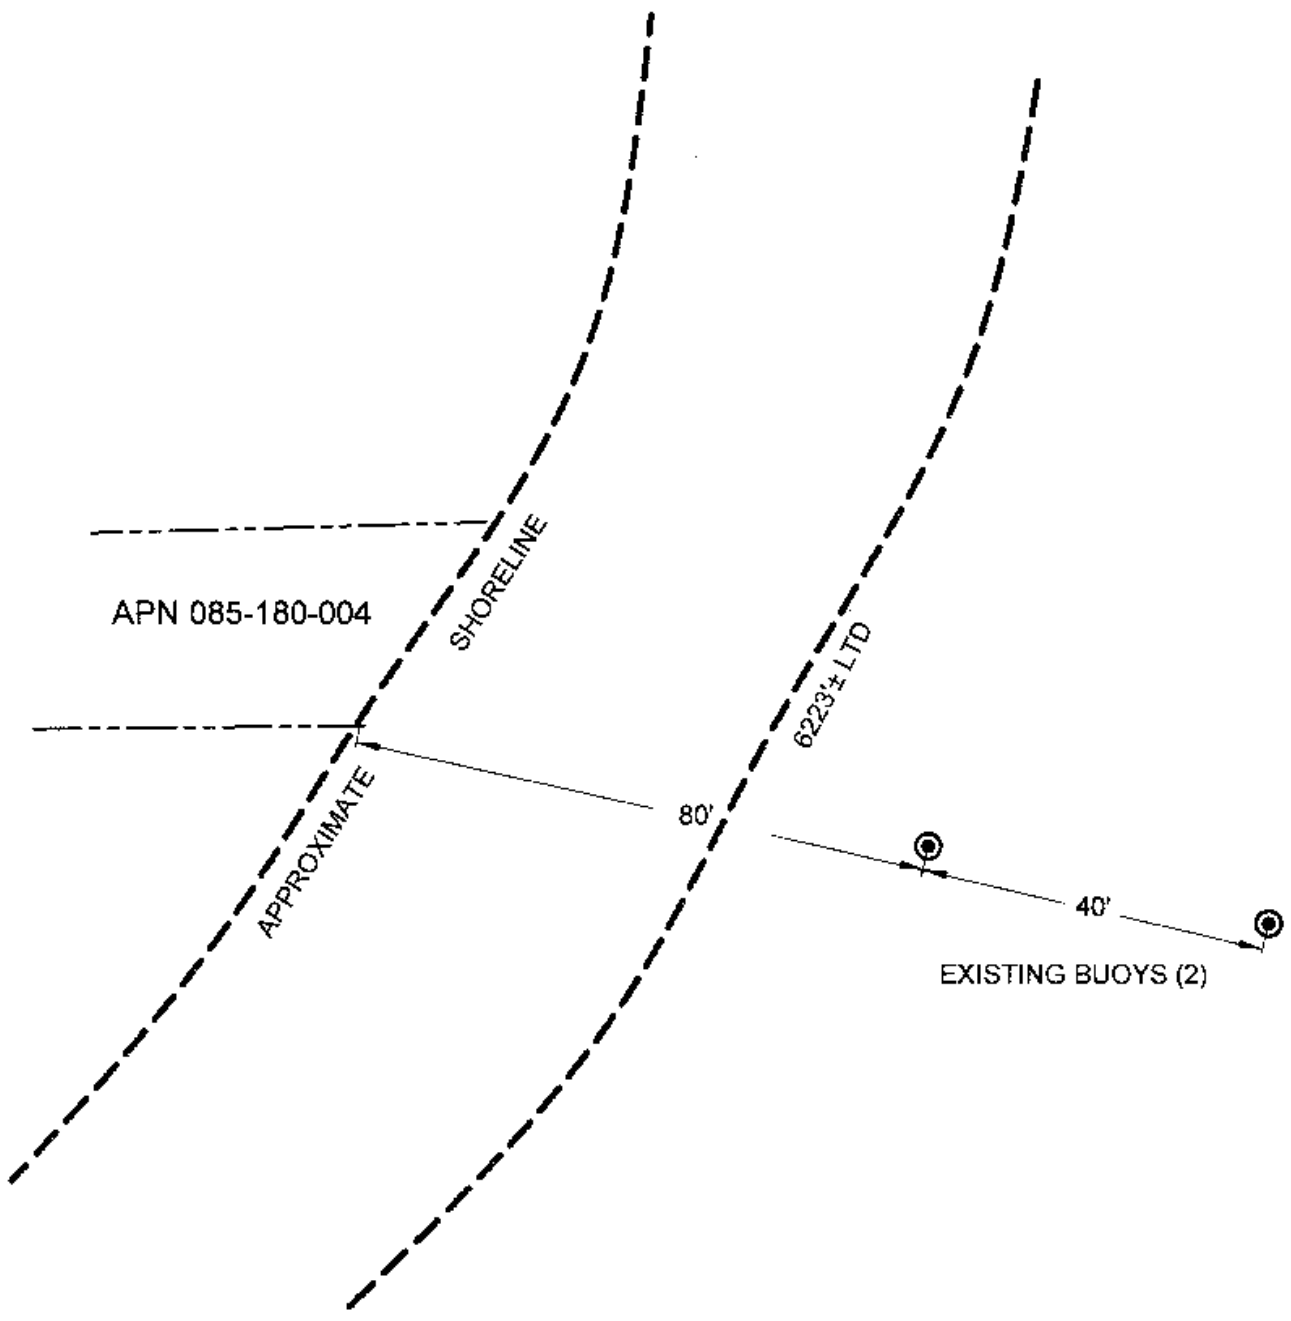 SHORELINE
APN 085-180-004
6223'± LTD
APPROXIMATE
80'
40'
EXISTING BUOYS (2)